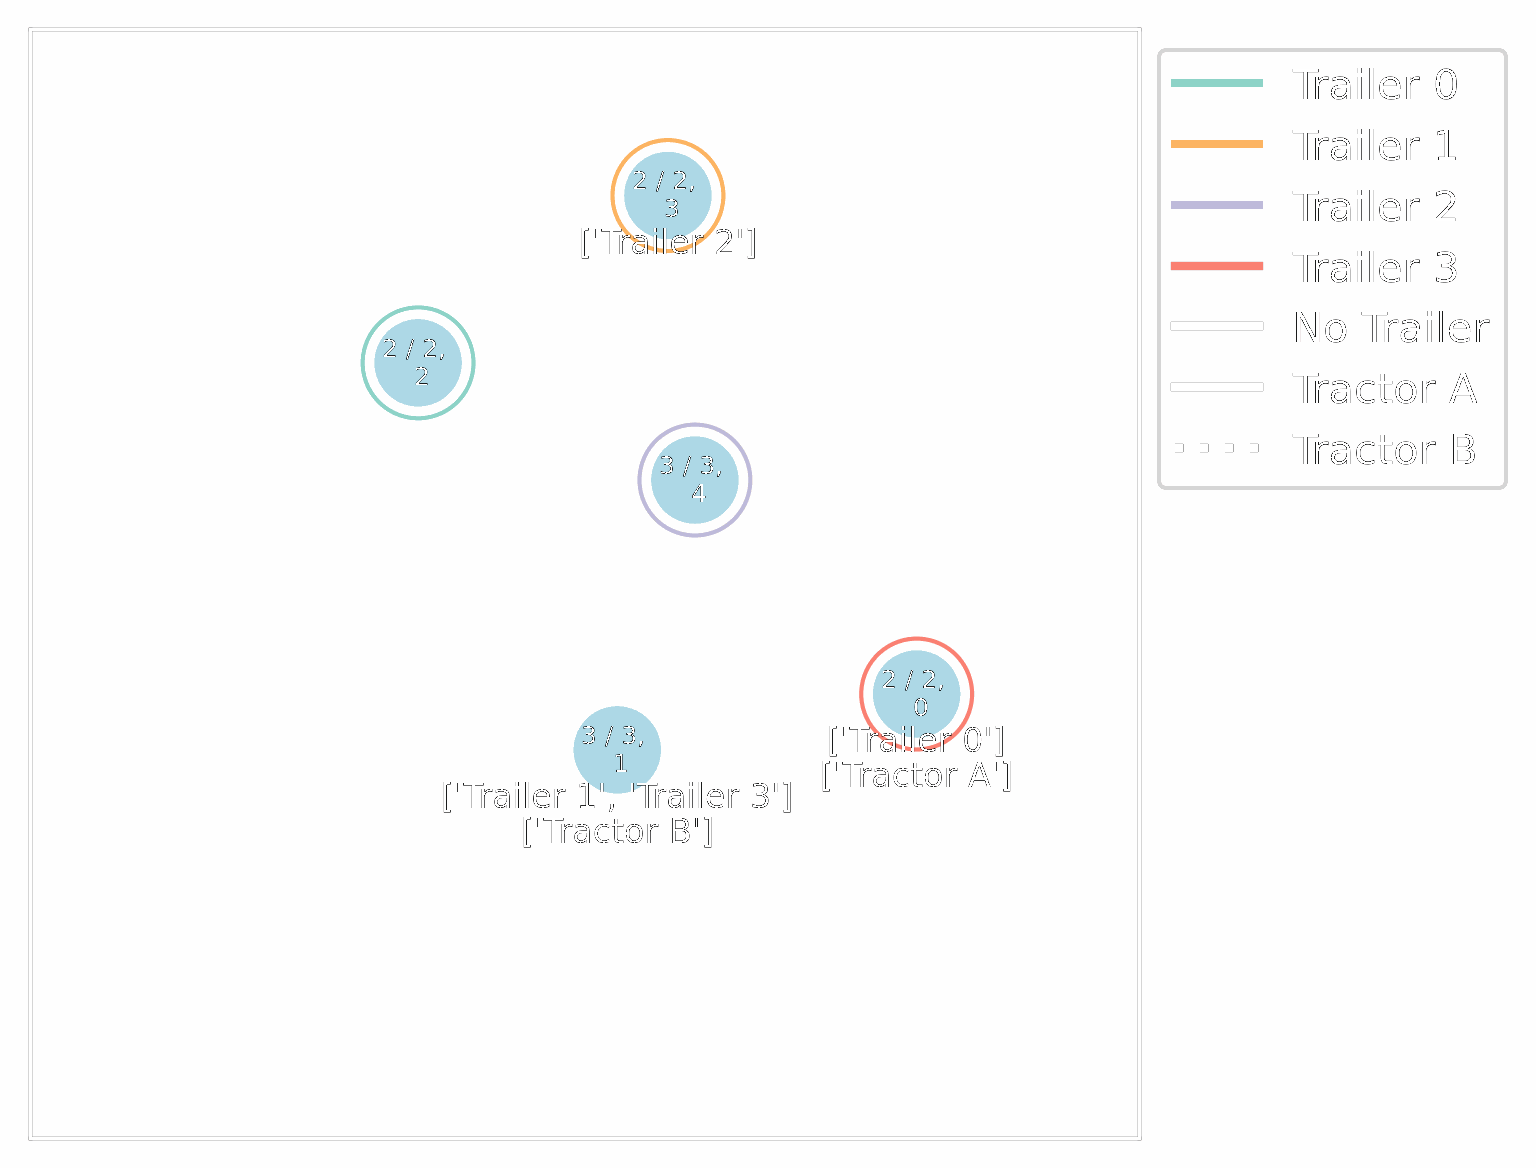 2 / 2,
3
['Trailer 2']
2 / 2,
2
3 / 3,
4
2 / 2,
0
['Trailer 0']
['Tractor A']
3 / 3,
1
['Trailer 1', 'Trailer 3']
['Tractor B']
Trailer 0
Trailer 1
Trailer 2
Trailer 3
No Trailer
Tractor A
Tractor B